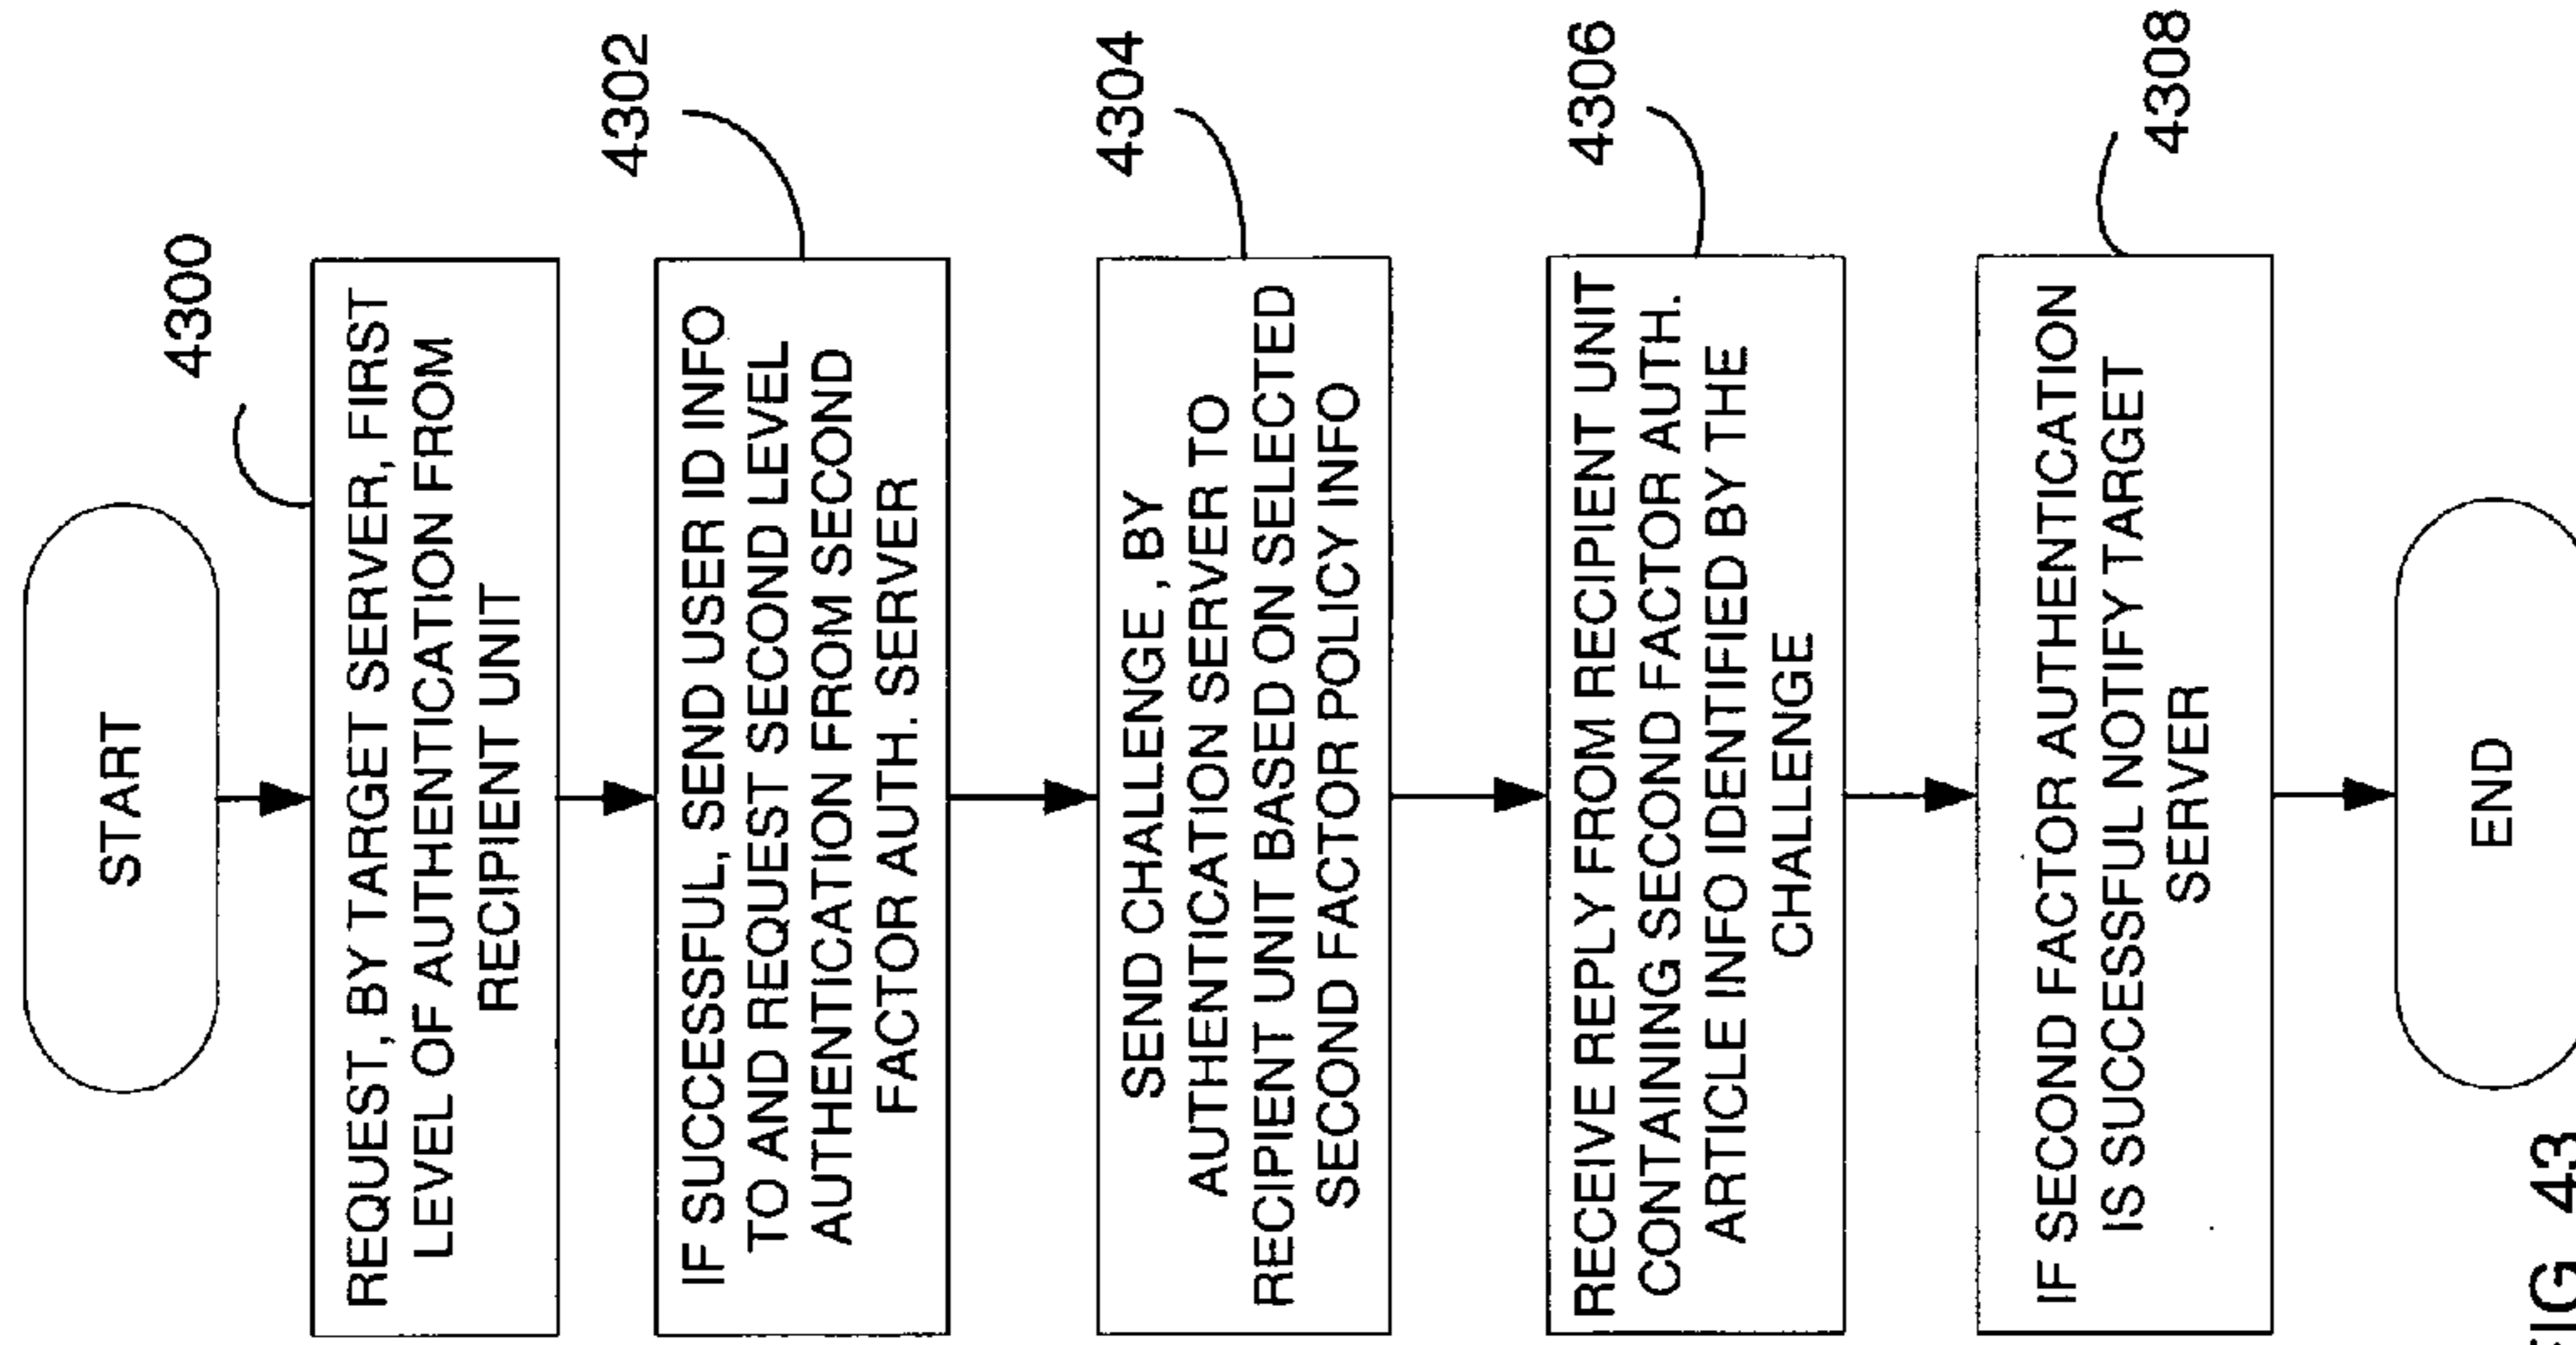 START
4300
REQUEST, BY TARGET SERVER, FIRST
LEVEL OF AUTHENTICATION FROM
RECIPIENT UNIT
4302
IF SUCCESSFUL, SEND USER ID INFO
TO AND REQUEST SECOND LEVEL
AUTHENTICATION FROM SECOND
FACTOR AUTH. SERVER
4304
SEND CHALLENGE , BY
AUTHENTICATION SERVER TO
RECIPIENT UNIT BASED ON SELECTED
SECOND FACTOR POLICY INFO
4306
RECEIVE REPLY FROM RECIPIENT UNIT
CONTAINING SECOND FACTOR AUTH.
ARTICLE INFO IDENTIFIED BY THE
CHALLENGE
4308
IF SECOND FACTOR AUTHENTICATION
IS SUCCESSFUL NOTIFY TARGET
SERVER
END
FIG. 43